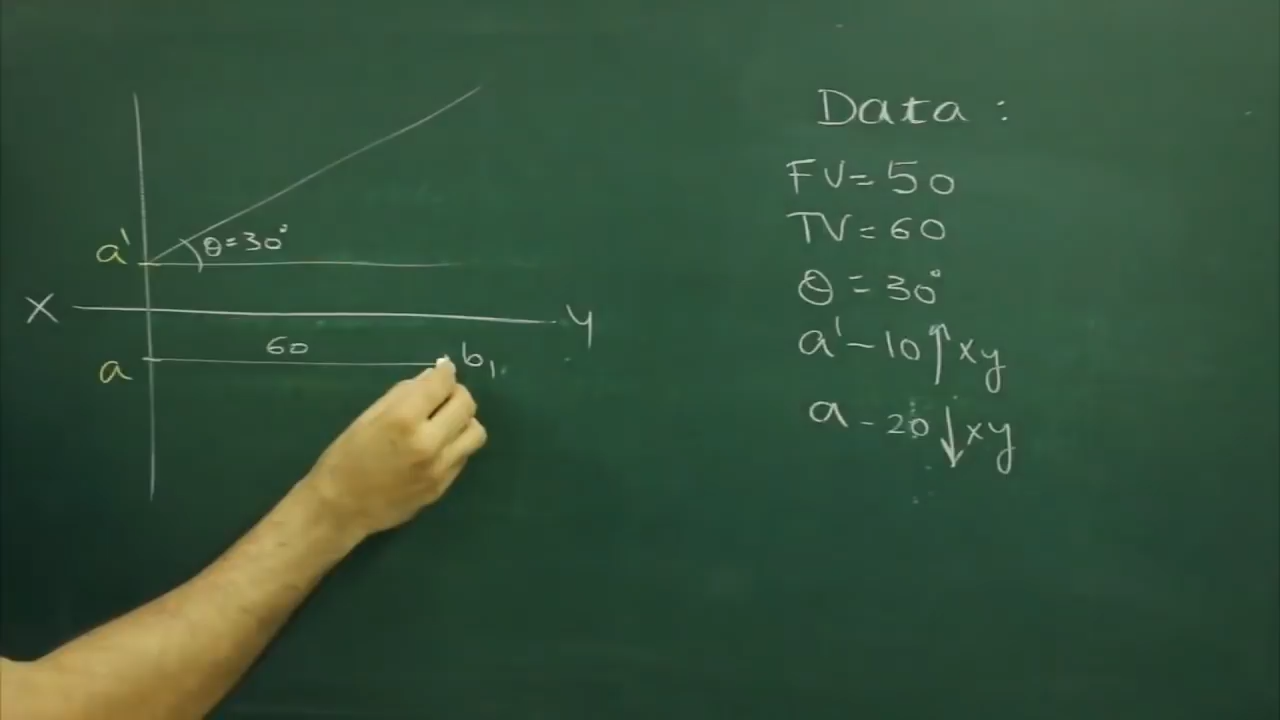 a'
θ=30°
X
Y
60
a
b₁
Data :
FV=50
TV=60
θ=30°
a'-10↑xy
a-20↓xy